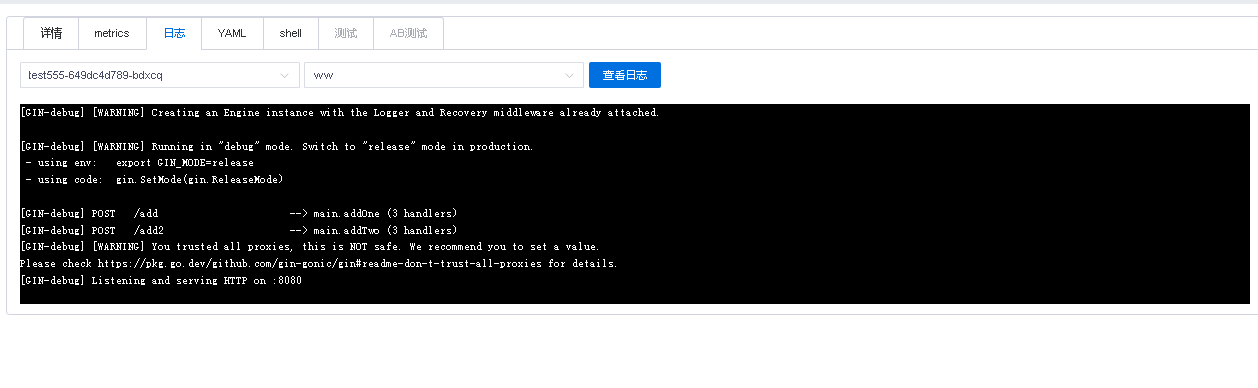 详情 metrics 日志 YAML shell 测试 AB测试
test555-649dc4d789-bdxcq ww 查看日志
[GIN-debug] [WARNING] Creating an Engine instance with the Logger and Recovery middleware already attached.
[GIN-debug] [WARNING] Running in "debug" mode. Switch to "release" mode in production.
- using env: export GIN_MODE=release
- using code: gin.SetMode(gin.ReleaseMode)
[GIN-debug] POST /add --> main.addOne (3 handlers)
[GIN-debug] POST /add2 --> main.addTwo (3 handlers)
[GIN-debug] [WARNING] You trusted all proxies, this is NOT safe. We recommend you to set a value.
Please check https://pkg.go.dev/github.com/gin-gonic/gin#readme-don-t-trust-all-proxies for details.
[GIN-debug] Listening and serving HTTP on :8080